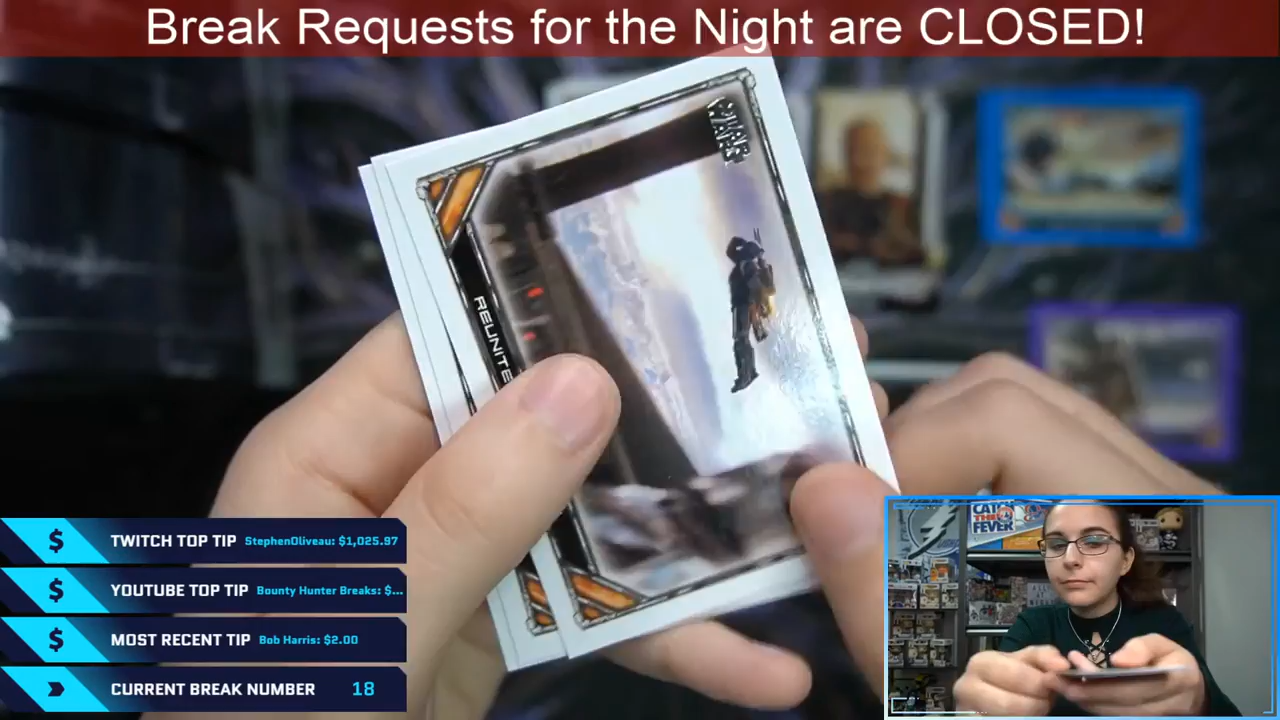 Break Requests for the Night are CLOSED!
STAR WARS
REUNITE
CATCH
THE
FEVER
$ TWITCH TOP TIP StephenOliveau: $1,025.97
$ YOUTUBE TOP TIP Bounty Hunter Breaks: $...
$ MOST RECENT TIP Bob Harris: $2.00
CURRENT BREAK NUMBER 18